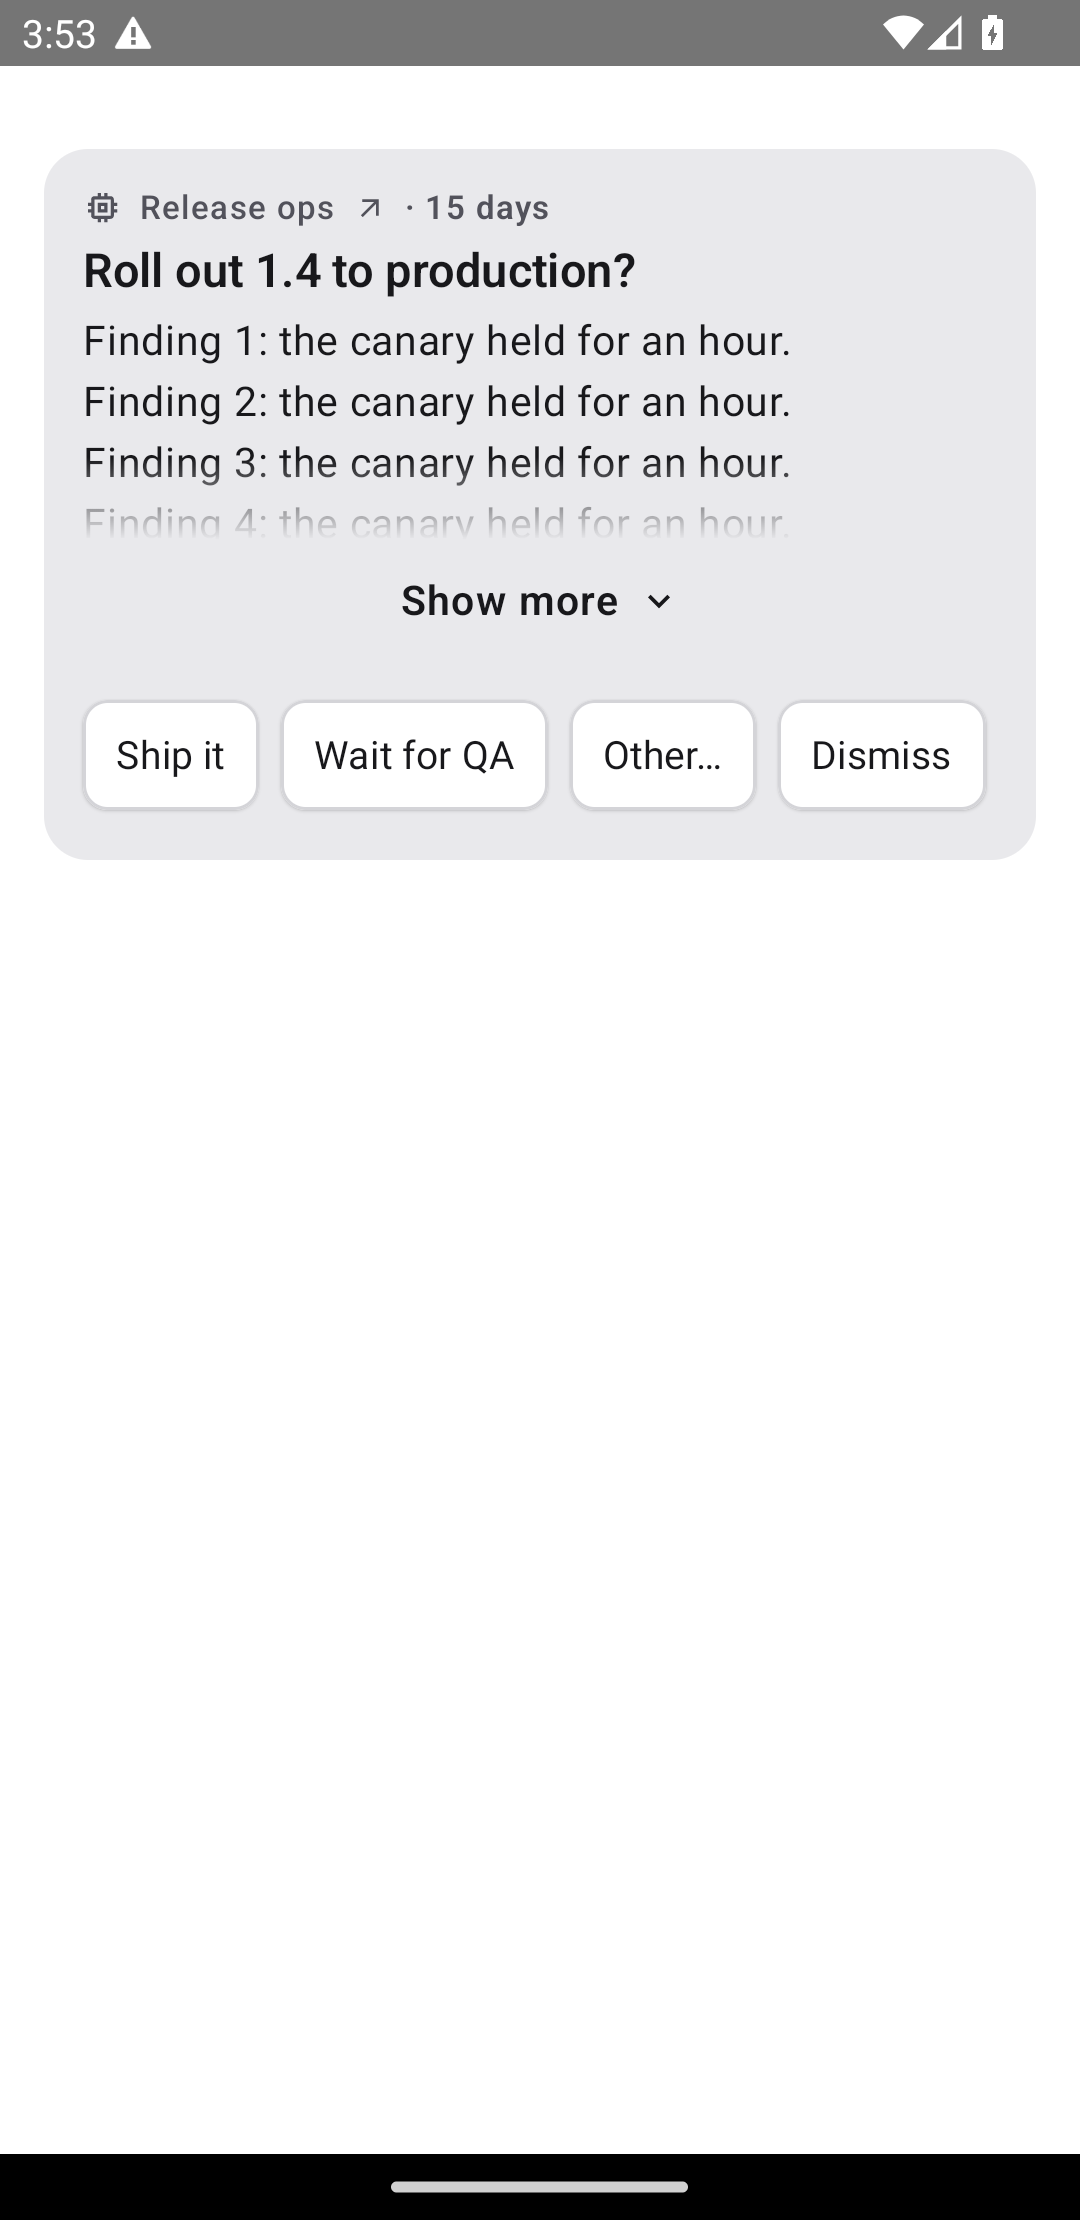 3:53
Release ops · 15 days
Roll out 1.4 to production?
Finding 1: the canary held for an hour.
Finding 2: the canary held for an hour.
Finding 3: the canary held for an hour.
Finding 4: the canary held for an hour.
Show more
Ship it
Wait for QA
Other...
Dismiss